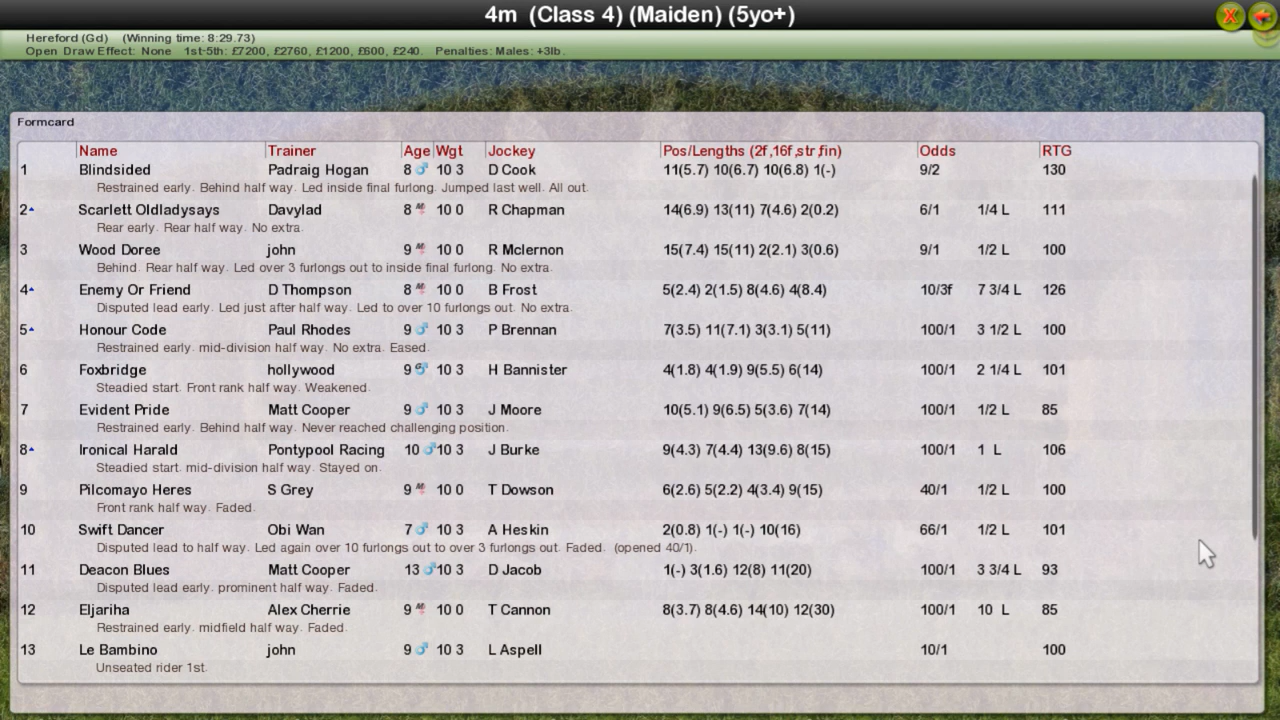 4m (Class 4) (Maiden) (5yo+)
Hereford (Gd) (Winning time: 8:29.73)
Open Draw Effect: None 1st-5th: £7200, £2760, £1200, £600, £240. Penalties: Males: +3lb.
Formcard
Name Trainer Age Wgt Jockey Pos/Lengths (2f,16f,str,fin) Odds RTG
1 Blindsided Padraig Hogan 8 10 3 D Cook 11(5.7) 10(6.7) 10(6.8) 1(-) 9/2 130
Restrained early. Behind half way. Led inside final furlong. Jumped last well. All out.
2 Scarlett Oldladysays Davylad 8 10 0 R Chapman 14(6.9) 13(11) 7(4.6) 2(0.2) 6/1 1/4 L 111
Rear early. Rear half way. No extra.
3 Wood Doree john 9 10 0 R Mclernon 15(7.4) 15(11) 2(2.1) 3(0.6) 9/1 1/2 L 100
Behind. Rear half way. Led over 3 furlongs out to inside final furlong. No extra.
4 Enemy Or Friend D Thompson 8 10 0 B Frost 5(2.4) 2(1.5) 8(4.6) 4(8.4) 10/3f 7 3/4 L 126
Disputed lead early. Led just after half way. Led to over 10 furlongs out. No extra.
5 Honour Code Paul Rhodes 9 10 3 P Brennan 7(3.5) 11(7.1) 3(3.1) 5(11) 100/1 3 1/2 L 100
Restrained early. mid-division half way. No extra. Eased.
6 Foxbridge hollywood 9 10 3 H Bannister 4(1.8) 4(1.9) 9(5.5) 6(14) 100/1 2 1/4 L 101
Steadied start. Front rank half way. Weakened.
7 Evident Pride Matt Cooper 9 10 3 J Moore 10(5.1) 9(6.5) 5(3.6) 7(14) 100/1 1/2 L 85
Restrained early. Behind half way. Never reached challenging position.
8 Ironical Harald Pontypool Racing 10 10 3 J Burke 9(4.3) 7(4.4) 13(9.6) 8(15) 100/1 1 L 106
Steadied start. mid-division half way. Stayed on.
9 Pilcomayo Heres S Grey 9 10 0 T Dowson 6(2.6) 5(2.2) 4(3.4) 9(15) 40/1 1/2 L 100
Front rank half way. Faded.
10 Swift Dancer Obi Wan 7 10 3 A Heskin 2(0.8) 1(-) 1(-) 10(16) 66/1 1/2 L 101
Disputed lead to half way. Led again over 10 furlongs out to over 3 furlongs out. Faded. (opened 40/1).
11 Deacon Blues Matt Cooper 13 10 3 D Jacob 1(-) 3(1.6) 12(8) 11(20) 100/1 3 3/4 L 93
Disputed lead early. prominent half way. Faded.
12 Eljariha Alex Cherrie 9 10 0 T Cannon 8(3.7) 8(4.6) 14(10) 12(30) 100/1 10 L 85
Restrained early. midfield half way. Faded.
13 Le Bambino john 9 10 3 L Aspell 10/1 100
Unseated rider 1st.